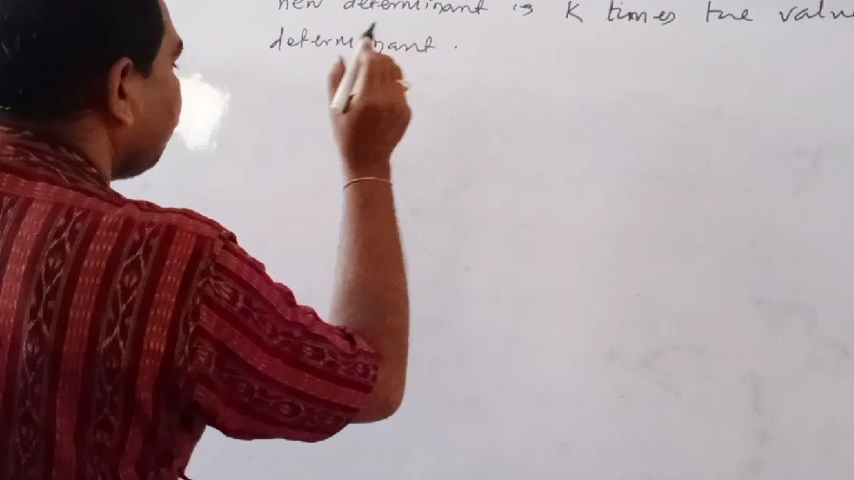 new determinant is K times the valu
determinant.